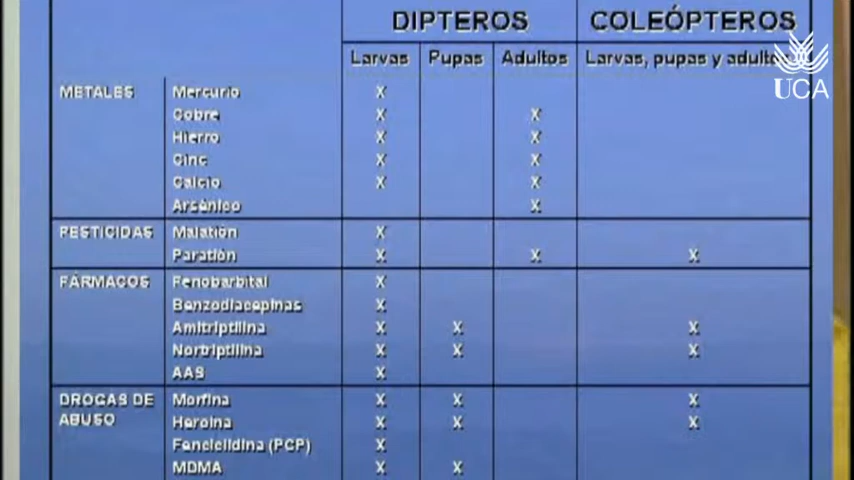 DIPTEROS COLEÓPTEROS
Larvas Pupas Adultos Larvas, pupas y adultos
UCA
METALES Mercurio X
Cobre X X
Hierro X X
Cinc X X
Calcio X X
Arsénico X
PESTICIDAS Malatión X
Paratión X X X
FÁRMACOS Fenobarbital X
Benzodiacepinas X
Amitriptilina X X X
Nortriptilina X X X
AAS X
DROGAS DE ABUSO Morfina X X X
Heroína X X X
Fenciclidina (PCP) X
MDMA X X